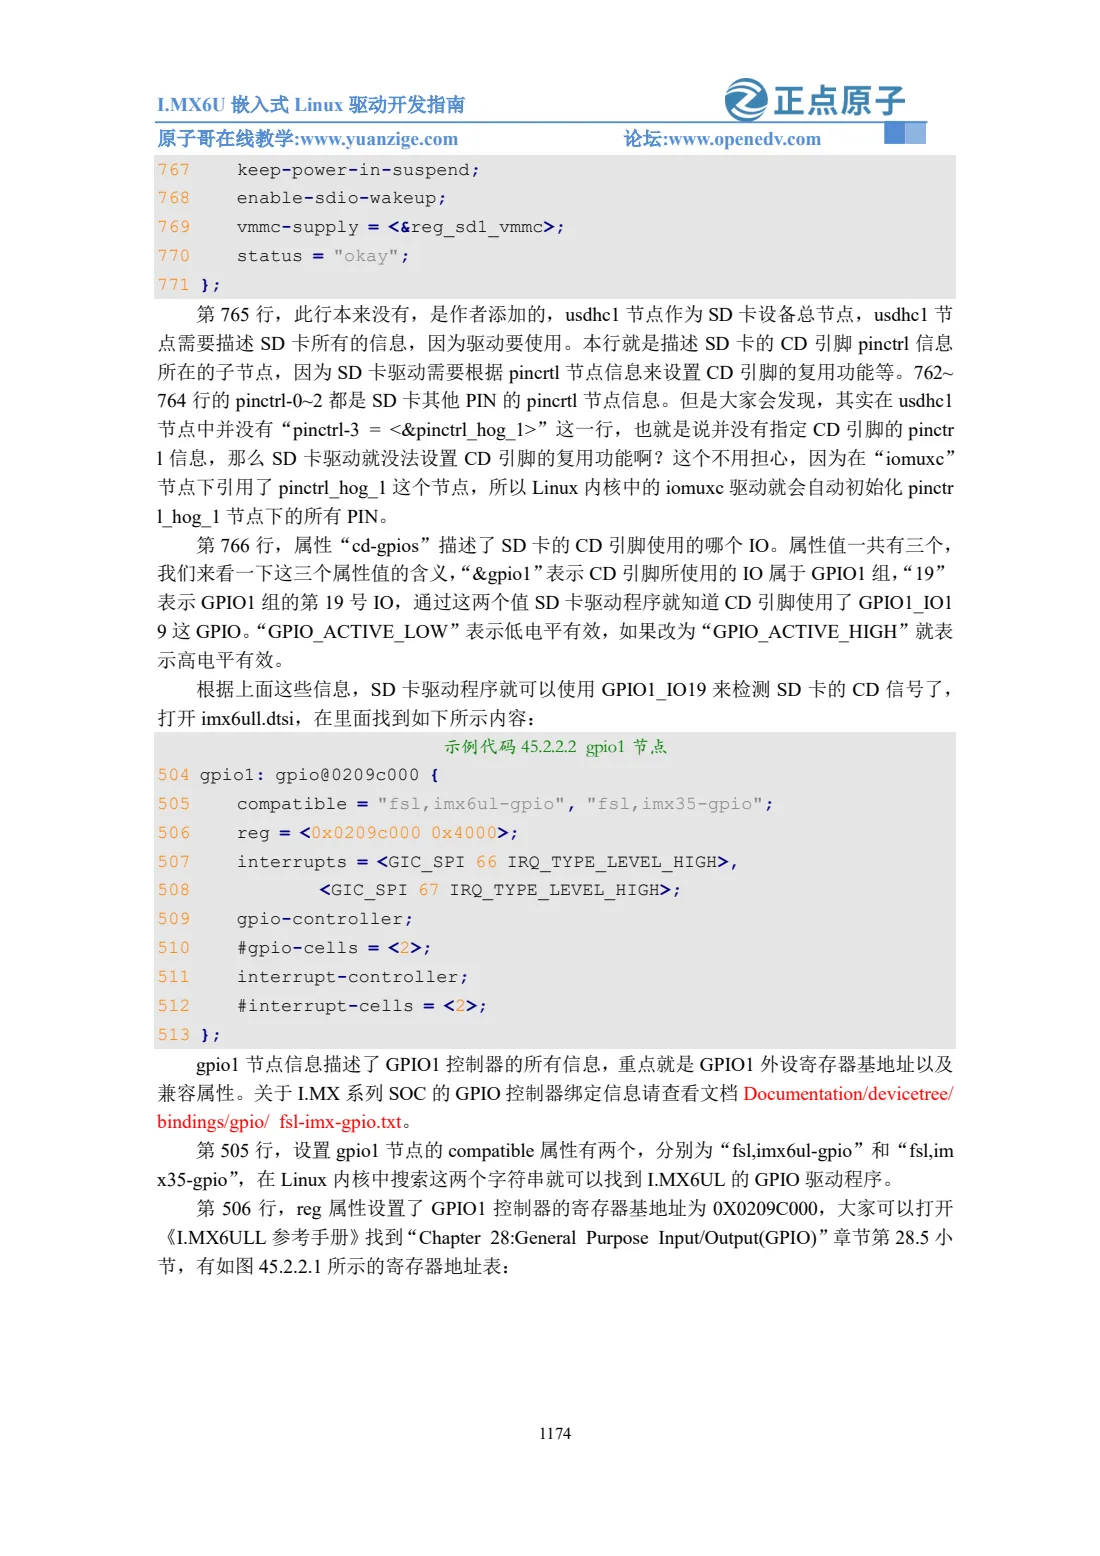 I.MX6U 嵌入式 Linux 驱动开发指南
正点原子
原子哥在线教学:www.yuanzige.com 论坛:www.openedv.com
767 keep-power-in-suspend;
768 enable-sdio-wakeup;
769 vmmc-supply = <&reg_sd1_vmmc>;
770 status = "okay";
771 };
第 765 行，此行本来没有，是作者添加的，usdhc1 节点作为 SD 卡设备总节点，usdhc1 节
点需要描述 SD 卡所有的信息，因为驱动要使用。本行就是描述 SD 卡的 CD 引脚 pinctrl 信息
所在的子节点，因为 SD 卡驱动需要根据 pincrtl 节点信息来设置 CD 引脚的复用功能等。762~
764 行的 pinctrl-0~2 都是 SD 卡其他 PIN 的 pincrtl 节点信息。但是大家会发现，其实在 usdhc1
节点中并没有“pinctrl-3 = <&pinctrl_hog_1>”这一行，也就是说并没有指定 CD 引脚的 pinctr
l 信息，那么 SD 卡驱动就没法设置 CD 引脚的复用功能啊？这个不用担心，因为在“iomuxc”
节点下引用了 pinctrl_hog_1 这个节点，所以 Linux 内核中的 iomuxc 驱动就会自动初始化 pinctr
l_hog_1 节点下的所有 PIN。
第 766 行，属性“cd-gpios”描述了 SD 卡的 CD 引脚使用的哪个 IO。属性值一共有三个，
我们来看一下这三个属性值的含义，“&gpio1”表示 CD 引脚所使用的 IO 属于 GPIO1 组，“19”
表示 GPIO1 组的第 19 号 IO，通过这两个值 SD 卡驱动程序就知道 CD 引脚使用了 GPIO1_IO1
9 这 GPIO。“GPIO_ACTIVE_LOW”表示低电平有效，如果改为“GPIO_ACTIVE_HIGH”就表
示高电平有效。
根据上面这些信息，SD 卡驱动程序就可以使用 GPIO1_IO19 来检测 SD 卡的 CD 信号了，
打开 imx6ull.dtsi，在里面找到如下所示内容：
示例代码 45.2.2.2 gpio1 节点
504 gpio1: gpio@0209c000 {
505 compatible = "fsl,imx6ul-gpio", "fsl,imx35-gpio";
506 reg = <0x0209c000 0x4000>;
507 interrupts = <GIC_SPI 66 IRQ_TYPE_LEVEL_HIGH>,
508 <GIC_SPI 67 IRQ_TYPE_LEVEL_HIGH>;
509 gpio-controller;
510 #gpio-cells = <2>;
511 interrupt-controller;
512 #interrupt-cells = <2>;
513 };
gpio1 节点信息描述了 GPIO1 控制器的所有信息，重点就是 GPIO1 外设寄存器基地址以及
兼容属性。关于 I.MX 系列 SOC 的 GPIO 控制器绑定信息请查看文档 Documentation/devicetree/
bindings/gpio/ fsl-imx-gpio.txt。
第 505 行，设置 gpio1 节点的 compatible 属性有两个，分别为“fsl,imx6ul-gpio”和“fsl,im
x35-gpio”，在 Linux 内核中搜索这两个字符串就可以找到 I.MX6UL 的 GPIO 驱动程序。
第 506 行，reg 属性设置了 GPIO1 控制器的寄存器基地址为 0X0209C000，大家可以打开
《I.MX6ULL 参考手册》找到“Chapter 28:General Purpose Input/Output(GPIO)”章节第 28.5 小
节，有如图 45.2.2.1 所示的寄存器地址表：
1174